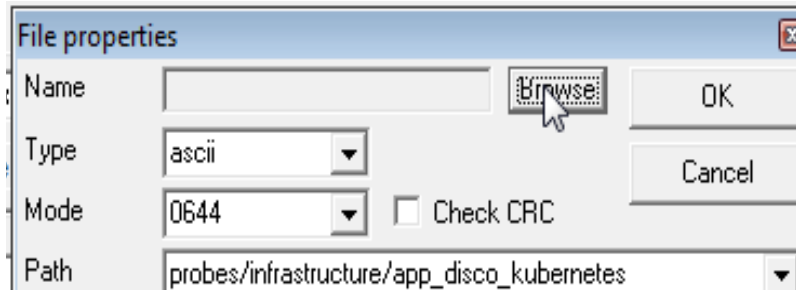 File properties
Name Browse OK
Type ascii Cancel
Mode 0644 Check CRC
Path probes/infrastructure/app_disco_kubernetes